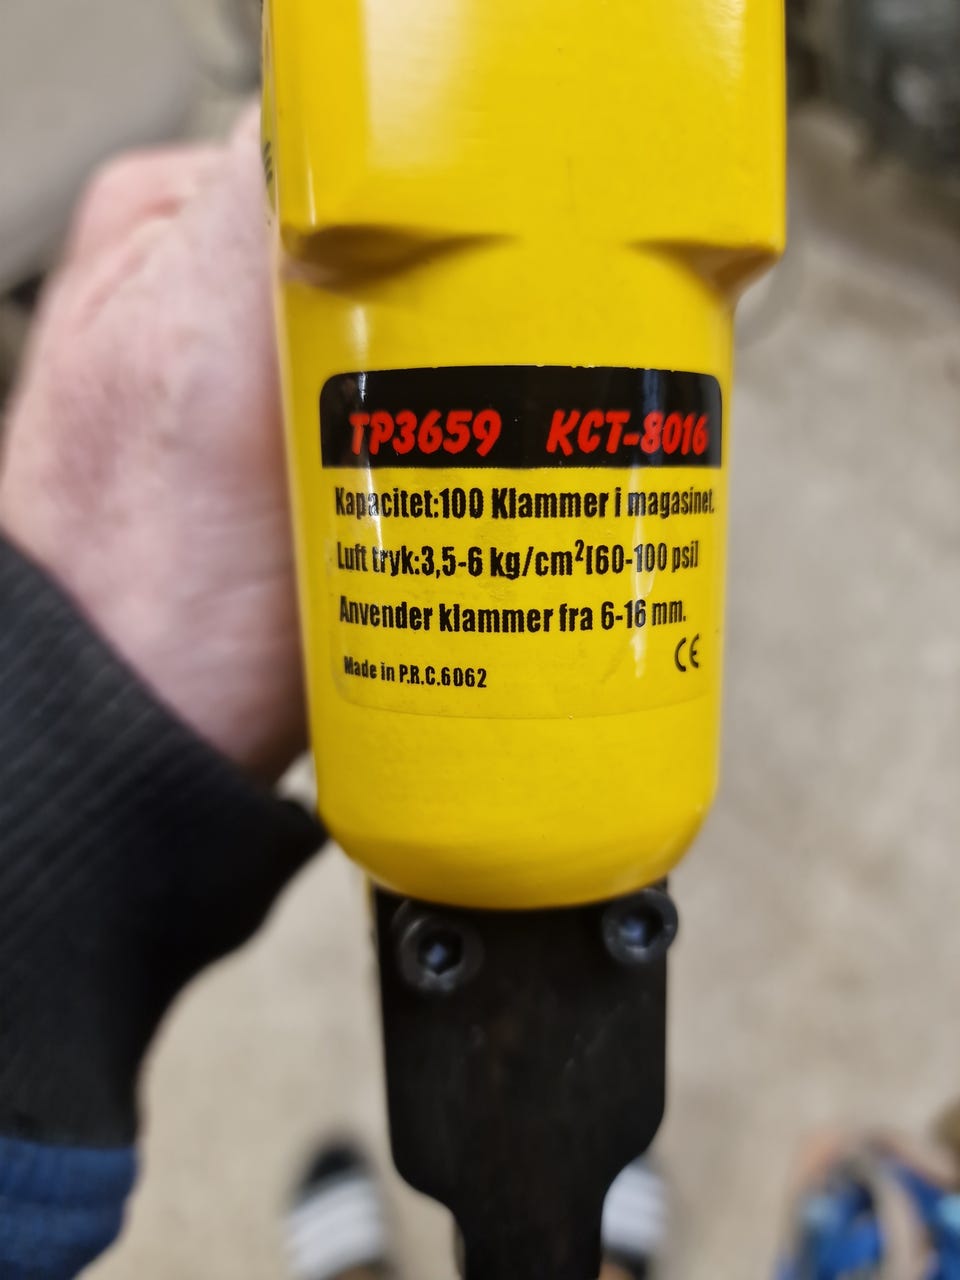 TP3659 KCT-8016
Kapacitet:100 Klammer i magasinet.
Luft tryk:3,5-6 kg/cm²[60-100 psi]
Anvender klammer fra 6-16 mm.
CE
Made in P.R.C.6062